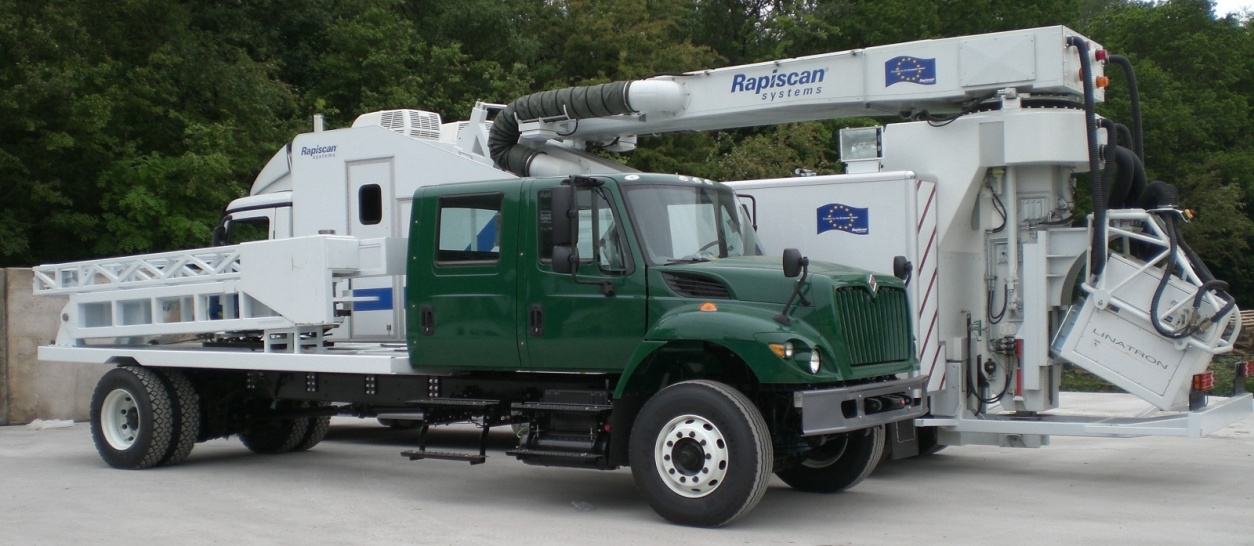 Rapiscan
systems
Rapiscan
systems
LINATRON